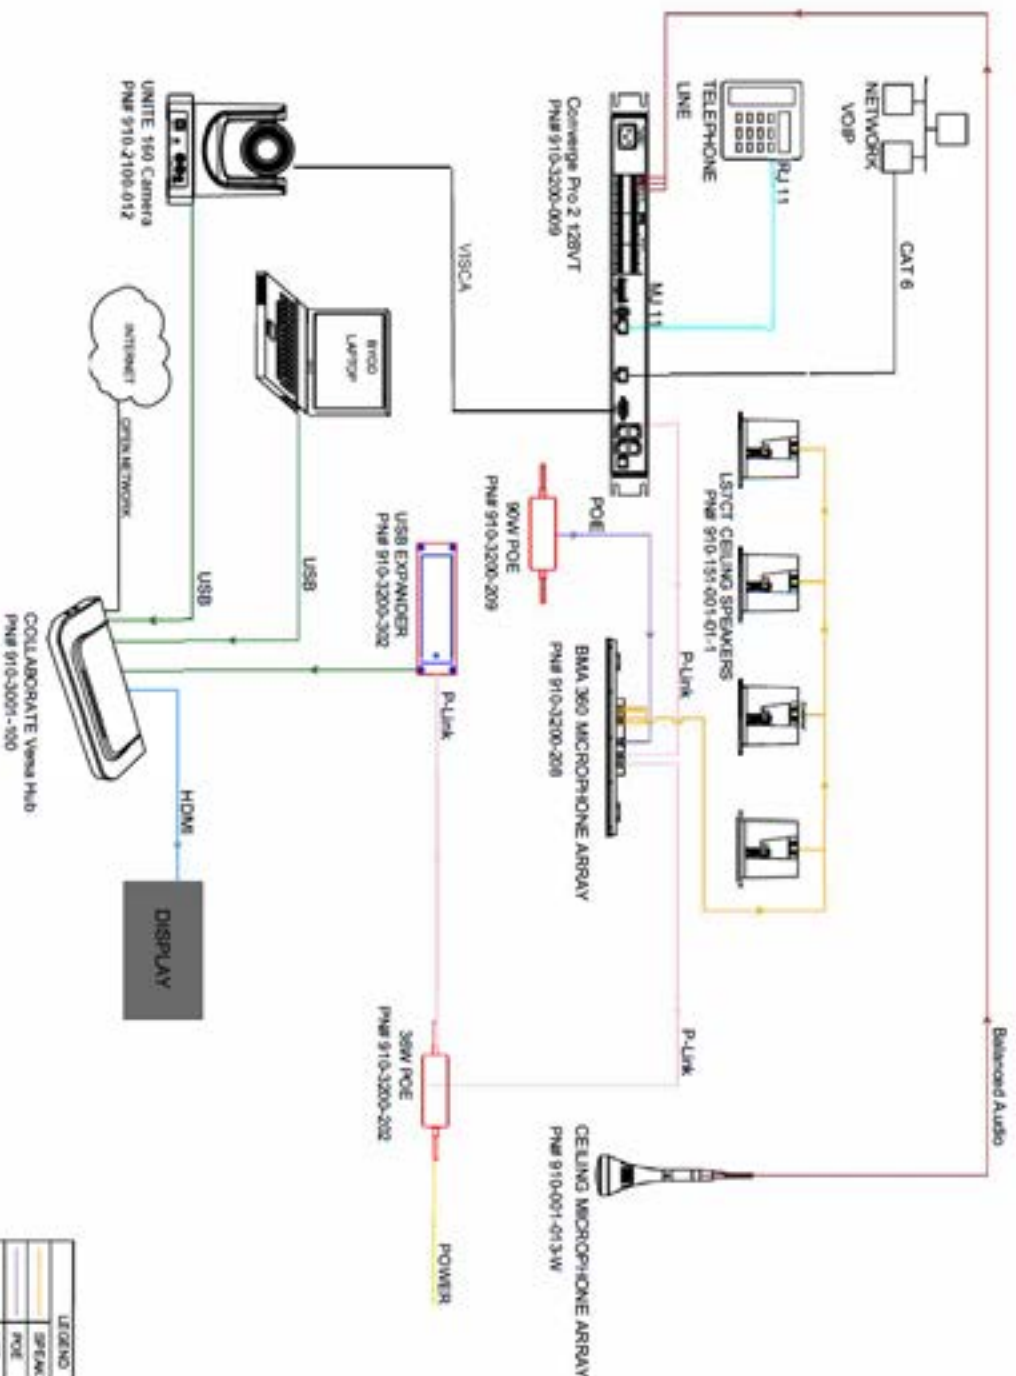 Balanced Audio
NETWORK
VOIP
CAT 6
RJ 11
TELEPHONE
LINE
MJ 11
Converge Pro 2 128VT
PN# 910-3200-009
LS7CT CEILING SPEAKERS
PN# 910-151-001-01-1
P-Link
P-Link
POE
90W POE
PN# 910-3200-209
BMA 360 MICROPHONE ARRAY
PN# 910-3200-208
CEILING MICROPHONE ARRAY
PN# 910-001-013-W
VISCA
P-Link
POWER
USB EXPANDER
PN# 910-3200-302
POE
PN# 910-3200-202
BYOD
LAPTOP
USB
USB
UNITE 160 Camera
PN# 910-2100-012
INTERNET
OPEN NETWORK
HDMI
DISPLAY
COLLABORATE Versa Hub
PN# 910-3001-100
LEGEND
SPEAK
POE